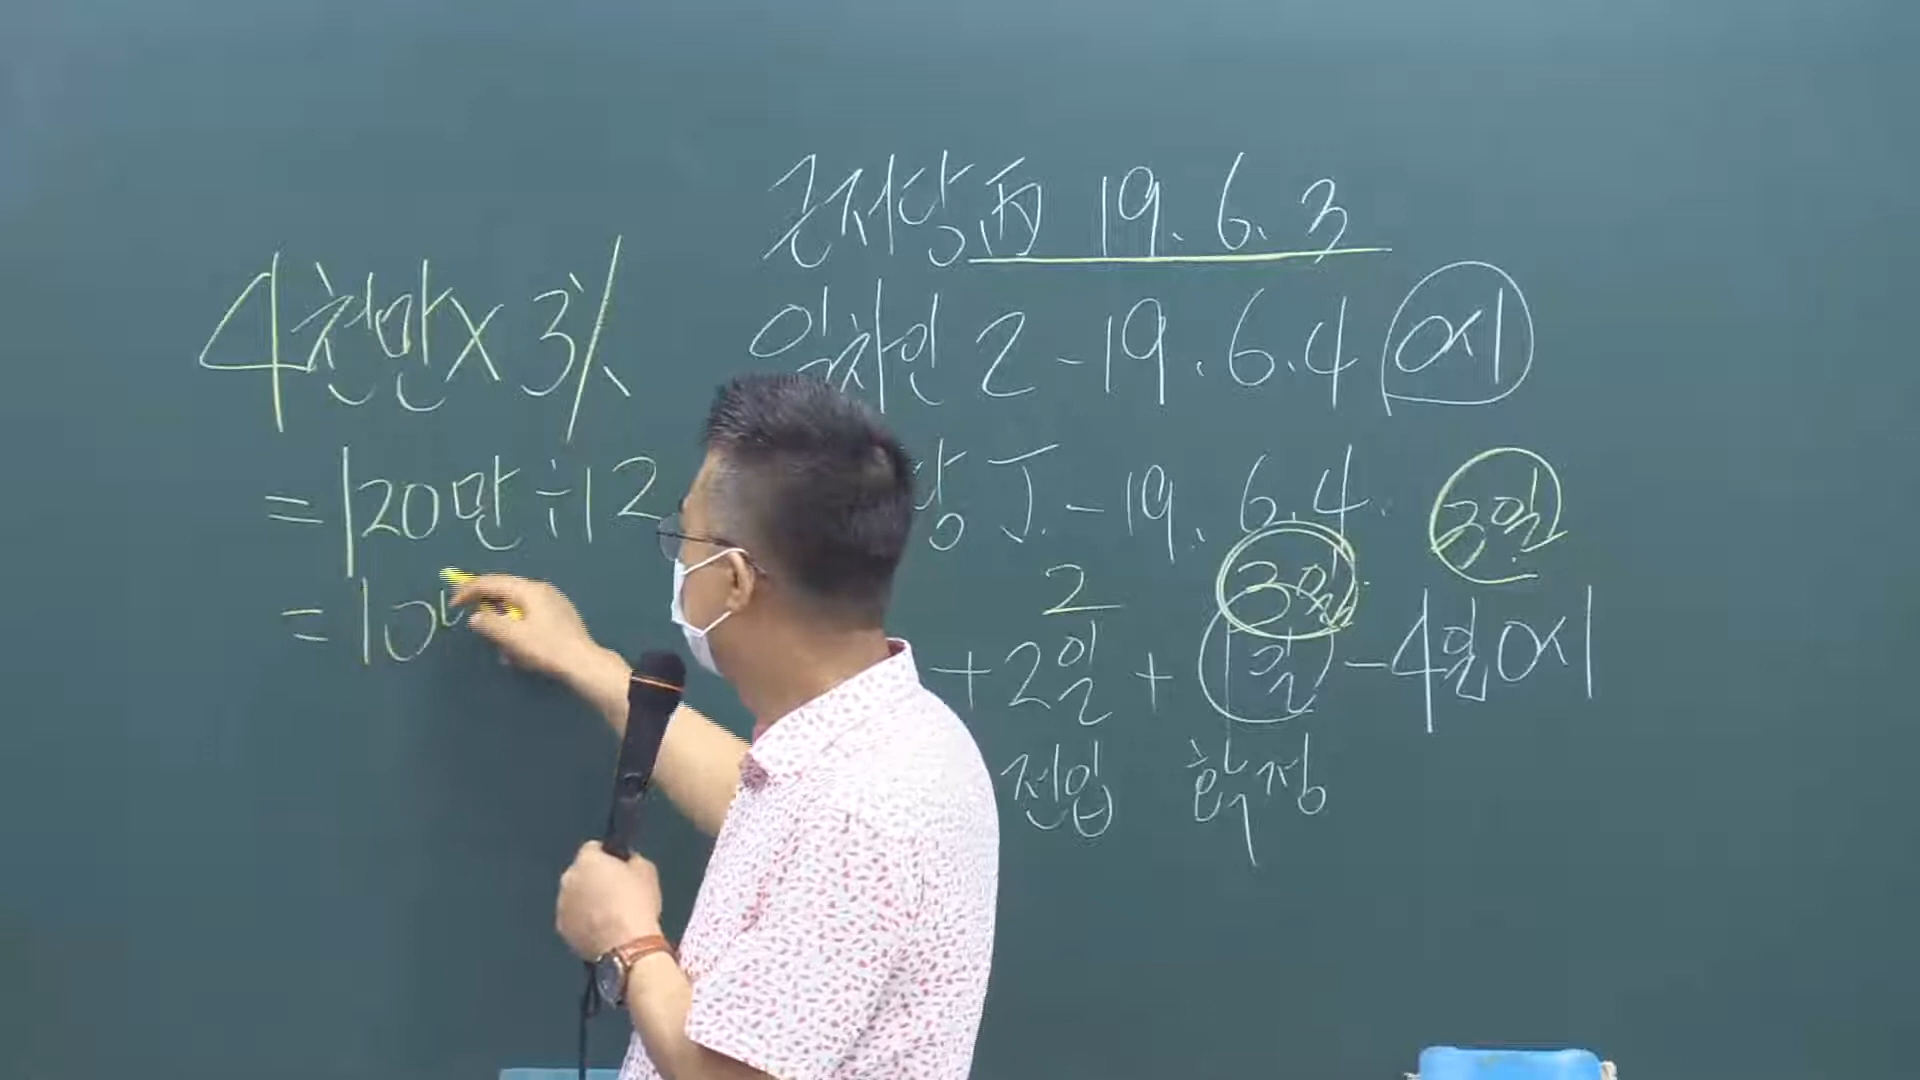 4천만 x 3%
= 120만 ÷ 12
= 10
근저당 丙 19. 6. 3
임차인 乙 - 19. 6. 4 0시
당 丁. - 19. 6. 4. 3일
2 3일
+ 2일 + 1일 - 4일 0시
전입 확정